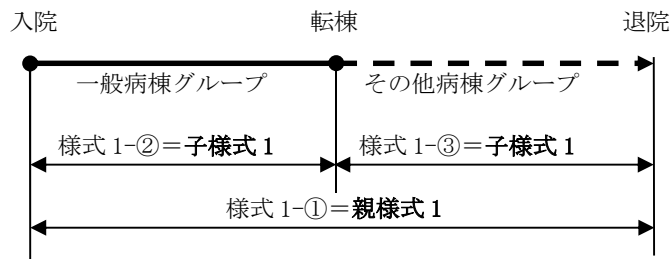 入院 転棟 退院
一般病棟グループ その他病棟グループ
様式 1-②＝子様式 1 様式 1-③＝子様式 1
様式 1-①＝親様式 1